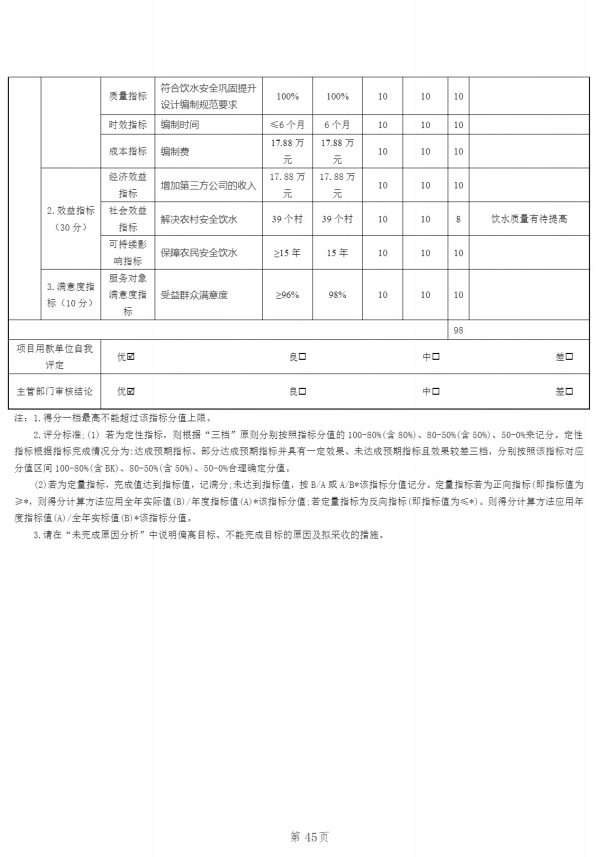 质量指标 符合饮水安全巩固提升设计编制规范要求 100% 100% 10 10 10
时效指标 编制时间 ≤6个月 6个月 10 10 10
成本指标 编制费 17.88万元 17.88万元 10 10 10
2.效益指标（30分） 经济效益指标 增加第三方公司的收入 17.88万元 17.88万元 10 10 10
社会效益指标 解决农村安全饮水 39个村 39个村 10 10 8 饮水质量有待提高
可持续影响指标 保障农民安全饮水 ≥15年 15年 10 10 10
3.满意度指标（10分） 服务对象满意度指标 受益群众满意度 ≥96% 98% 10 10 10
98
项目用款单位自我评定 优☑ 良□ 中□ 差□
主管部门审核结论 优☑ 良□ 中□ 差□
注：1.得分一档最高不能超过该指标分值上限。
2.评分标准;(1) 若为定性指标，则根据“三档”原则分别按照指标分值的100-80%(含80%)、80-50%(含50%)、50-0%来记分。定性
指标根据指标完成情况分为:达成预期指标、部分达成预期指标并具有一定效果、未达成预期指标且效果较差三档，分别按照该指标对应
分值区间100-80%(含BK)、80-50%(含50%)、50-0%合理确定分值。
(2)若为定量指标，完成值达到指标值，记满分;未达到指标值，按B/A或A/B*该指标分值记分。定量指标若为正向指标(即指标值为
≥*，则得分计算方法应用全年实际值(B)/年度指标值(A)*该指标分值;若定量指标为反向指标(即指标值为≤*)。则得分计算方法应用年
度指标值(A)/全年实标值(B)*该指标分值。
3.请在“未完成原因分析”中说明偏离目标、不能完成目标的原因及拟采收的措施。
第 45页